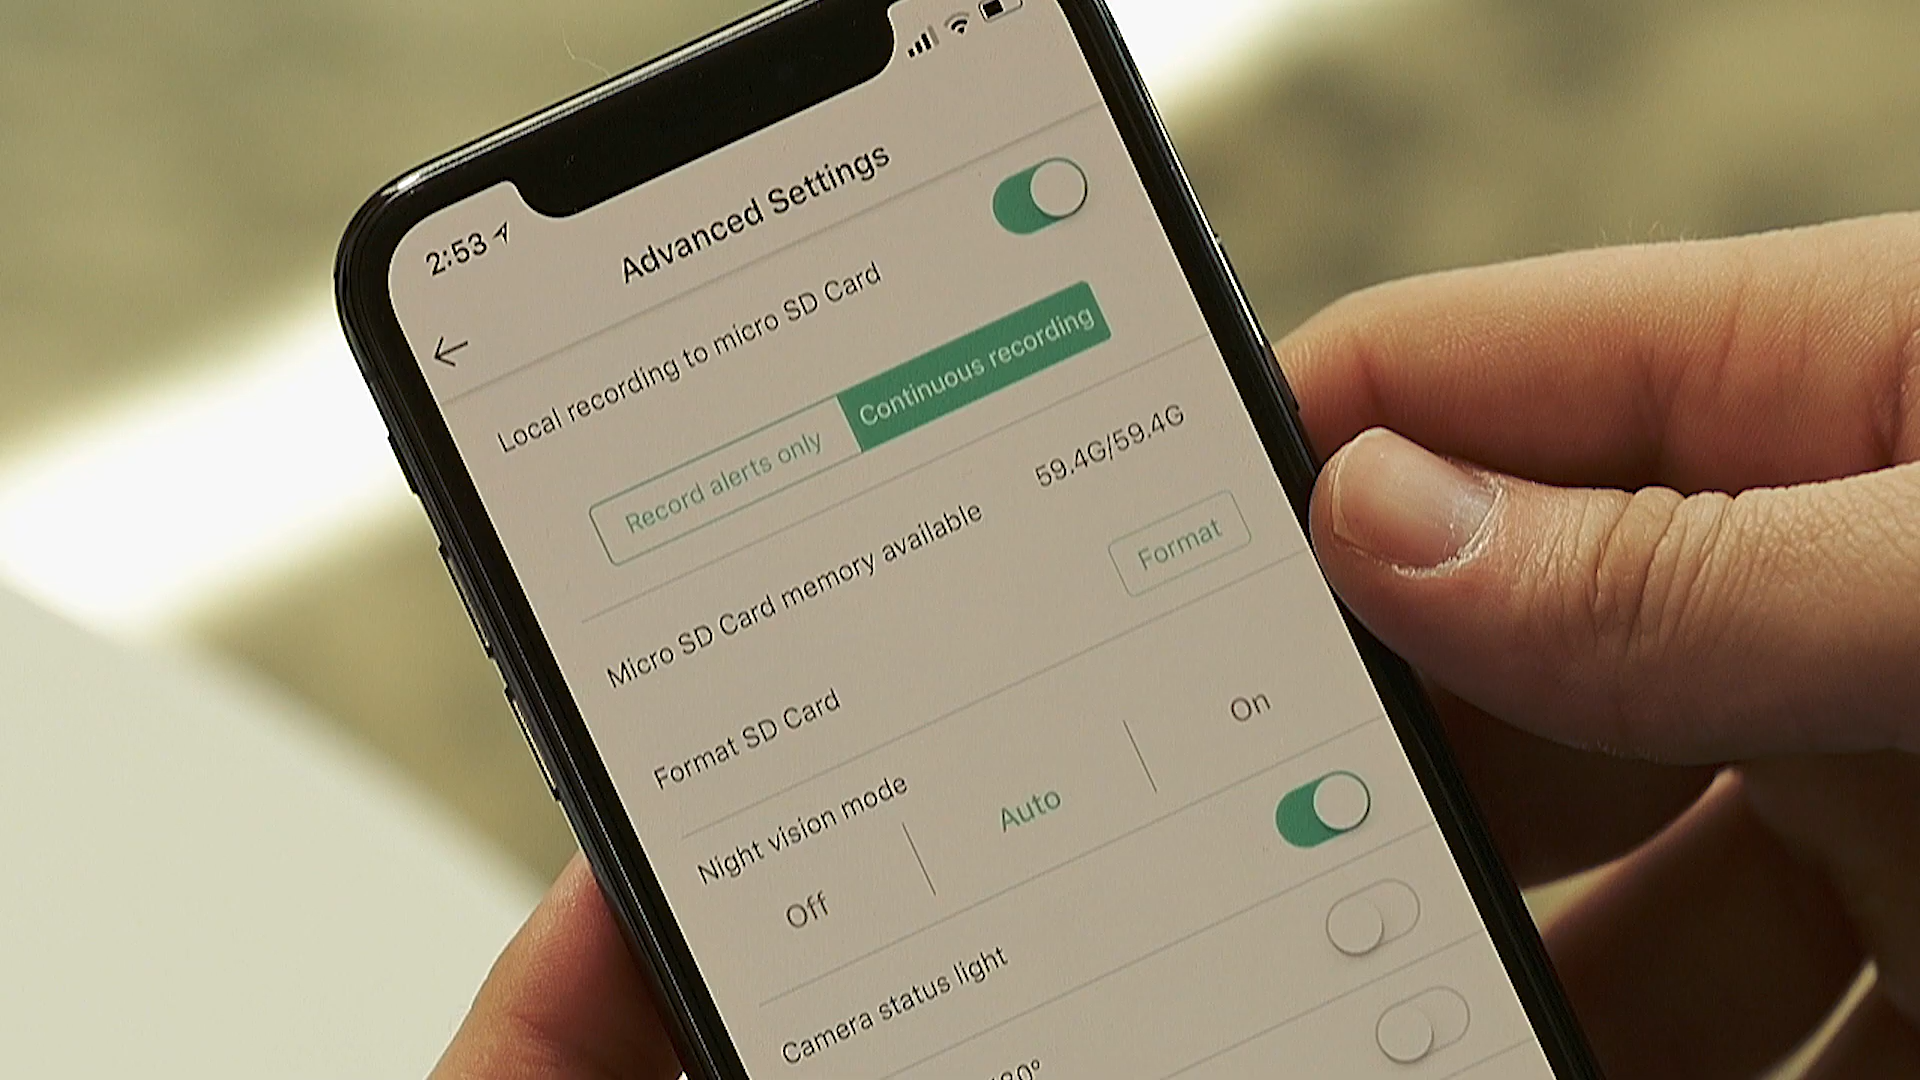 2:53
Advanced Settings
Local recording to micro SD Card
Record alerts only
Continuous recording
Micro SD Card memory available
59.4G/59.4G
Format SD Card
Format
Night vision mode
Off
Auto
On
Camera status light